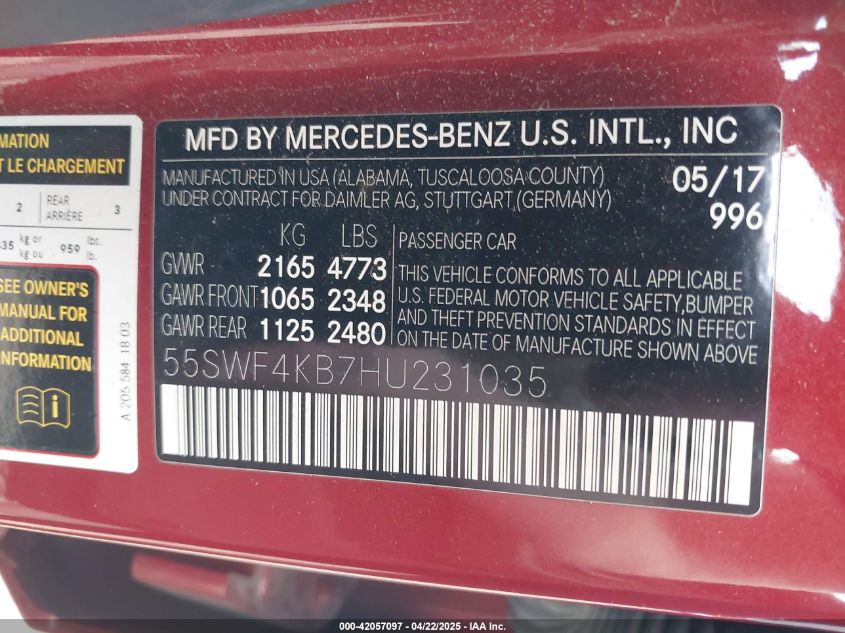 MATION
T LE CHARGEMENT
2 REAR ARRIÈRE 3
435 kg or kg ou 959 lbs. lb.
SEE OWNER'S
MANUAL FOR
ADDITIONAL
INFORMATION
A 205 584 18 03
MFD BY MERCEDES-BENZ U.S. INTL., INC
MANUFACTURED IN USA (ALABAMA, TUSCALOOSA COUNTY) 05/17
UNDER CONTRACT FOR DAIMLER AG, STUTTGART (GERMANY) 996
KG LBS
GVWR 2165 4773
GAWR FRONT 1065 2348
GAWR REAR 1125 2480
PASSENGER CAR
THIS VEHICLE CONFORMS TO ALL APPLICABLE
U.S. FEDERAL MOTOR VEHICLE SAFETY, BUMPER
AND THEFT PREVENTION STANDARDS IN EFFECT
ON THE DATE OF MANUFACTURE SHOWN ABOVE
55SWF4KB7HU231035
000-42057097 - 04/22/2025 - IAA Inc.